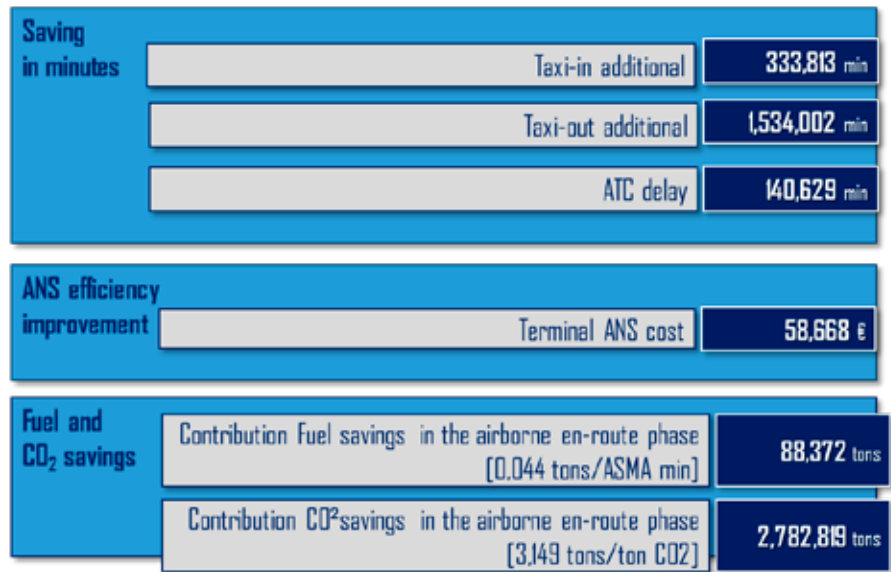 Saving
in minutes
Taxi-in additional
333,813 min
Taxi-out additional
1,534,002 min
ATC delay
140,629 min
ANS efficiency
improvement
Terminal ANS cost
58,668 €
Fuel and
CO₂ savings
Contribution Fuel savings in the airborne en-route phase
[0,044 tons/ASMA min]
88,372 tons
Contribution CO²savings in the airborne en-route phase
[3,149 tons/ton CO2]
2,782,819 tons